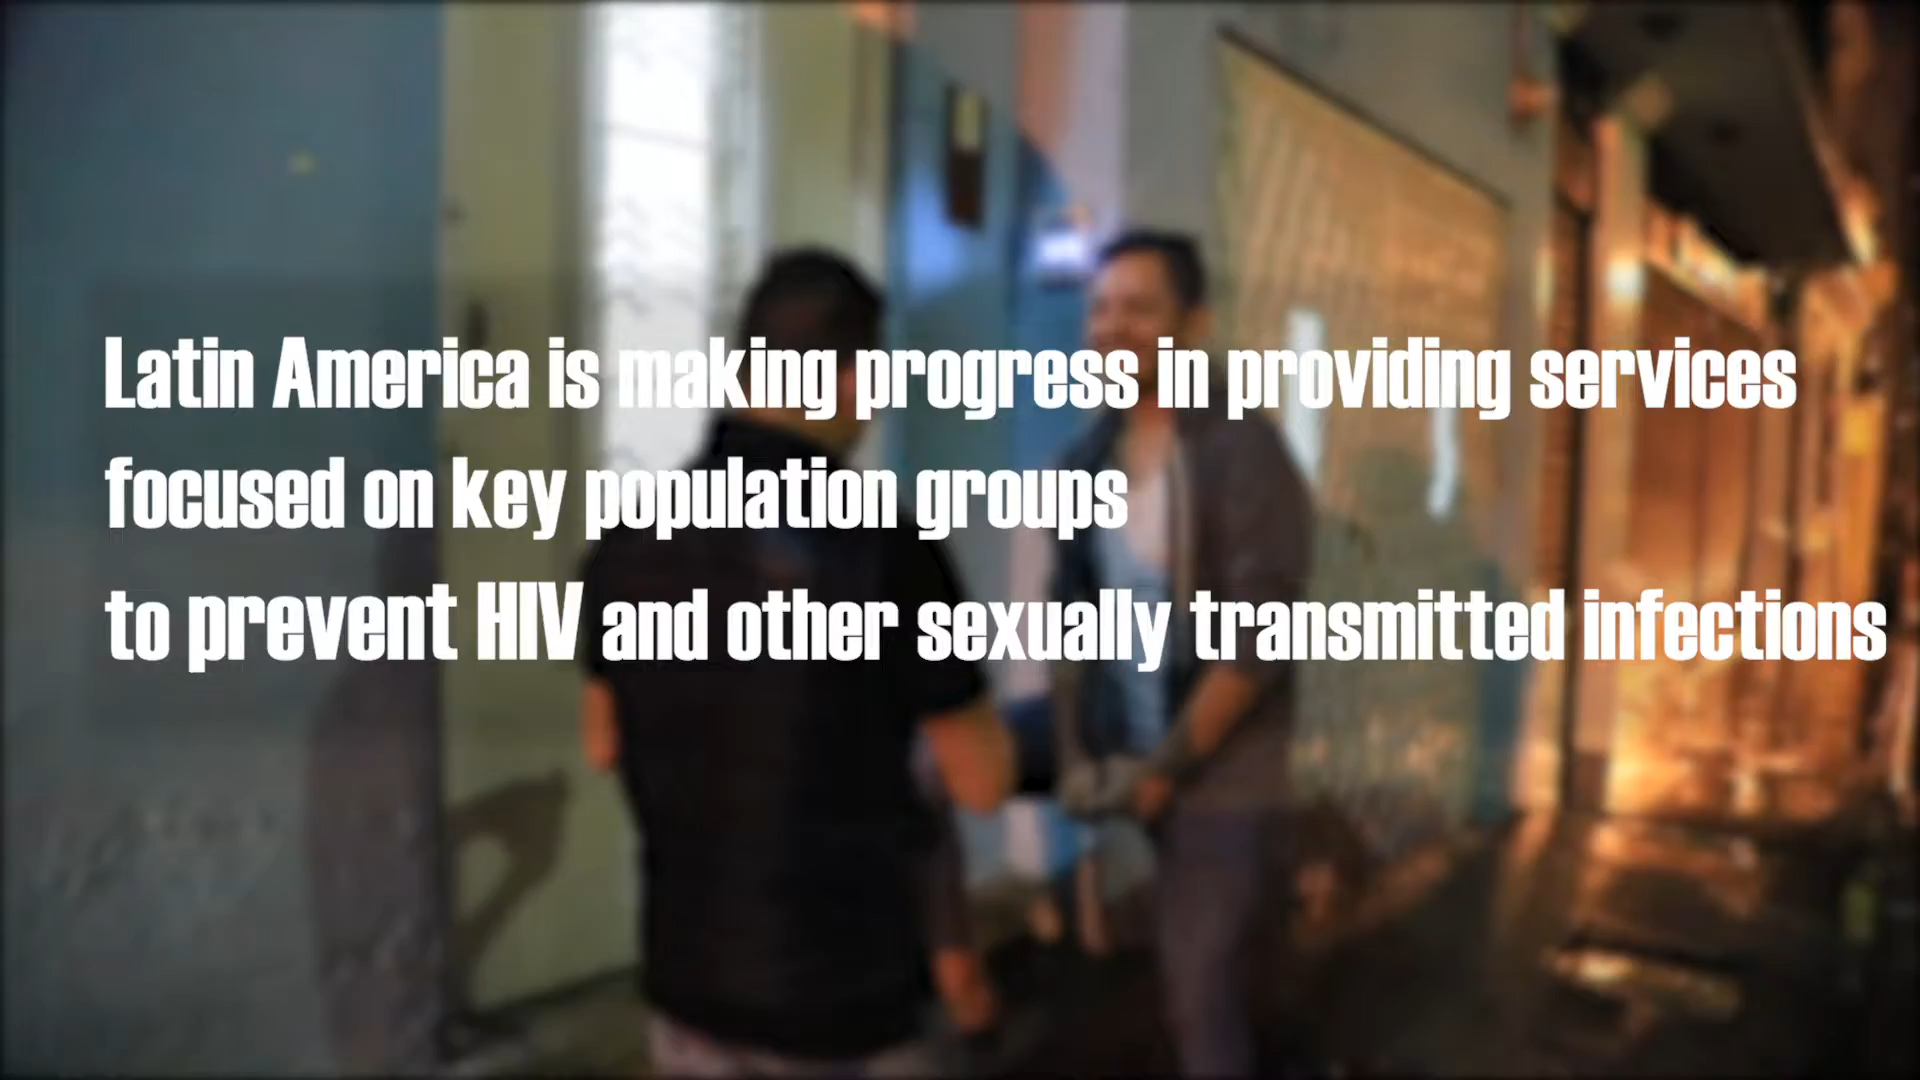 Latin America is making progress in providing services
focused on key population groups
to prevent HIV and other sexually transmitted infections